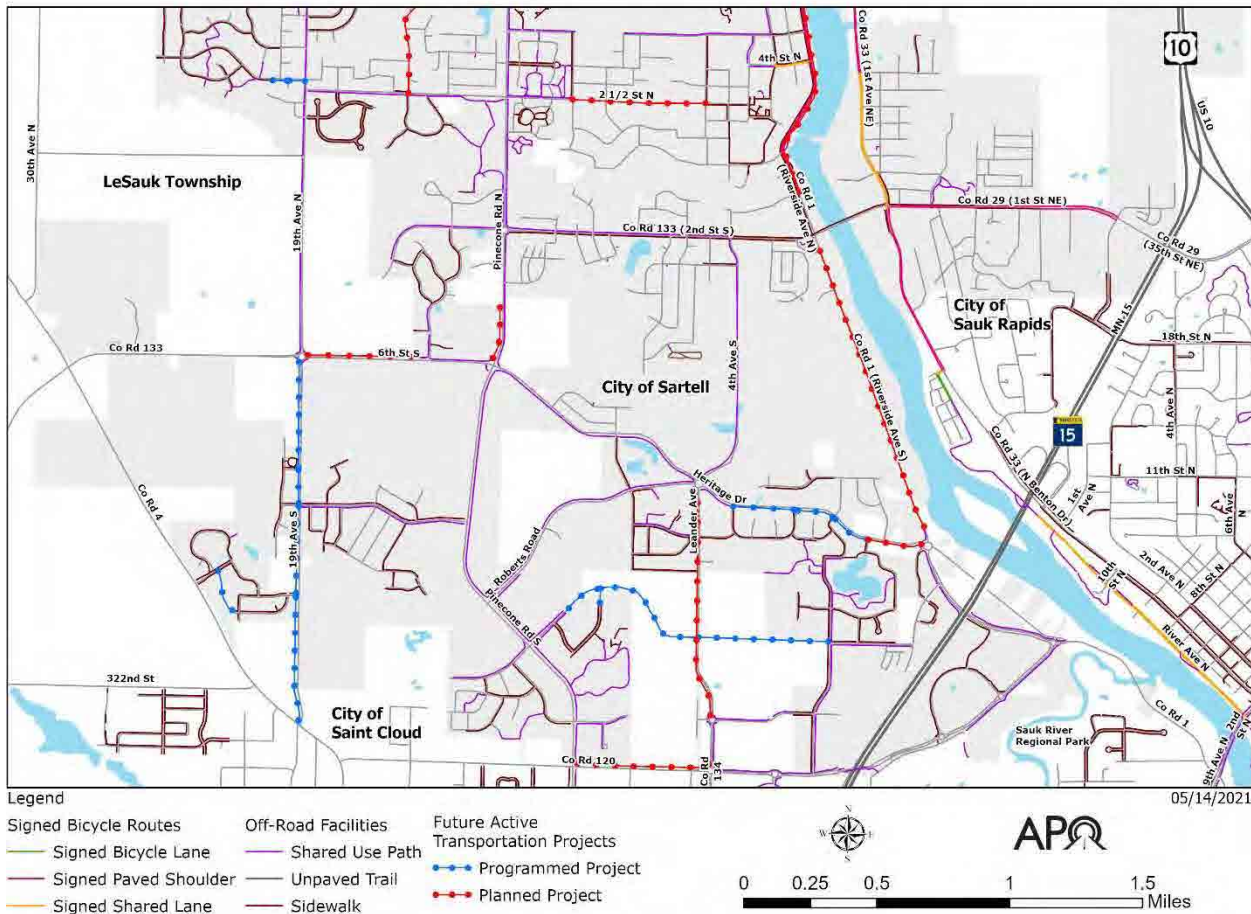 10
US 10
Co Rd 33 (1st Ave NE)
4th St N
2 1/2 St N
30th Ave N
LeSauk Township
19th Ave N
Pinecone Rd N
Co Rd 1
(Riverside Ave N)
Co Rd 29 (1st St NE)
Co Rd 133 (2nd St S)
Co Rd 29
(35th St NE)
City of
Sauk Rapids
MN 15
18th St N
Co Rd 133
6th St S
City of Sartell
4th Ave S
Co Rd 1 (Riverside Ave S)
4th Ave N
15
Co Rd 33 (N Benton Dr)
1st
Ave N
11th St N
6th Ave
N
Co Rd 4
19th Ave S
Heritage Dr
Leander Ave
Roberts Road
Pinecone Rd S
10th
St N
2nd Ave N
8th St N
River Ave N
322nd St
City of
Saint Cloud
Co Rd 120
Co Rd
134
Sauk River
Regional Park
Co Rd 1
2nd
St N
9th Ave N
05/14/2021
Legend
Signed Bicycle Routes
Signed Bicycle Lane
Signed Paved Shoulder
Signed Shared Lane
Off-Road Facilities
Shared Use Path
Unpaved Trail
Sidewalk
Future Active
Transportation Projects
Programmed Project
Planned Project
N
W E
S
APO
0 0.25 0.5 1 1.5
Miles